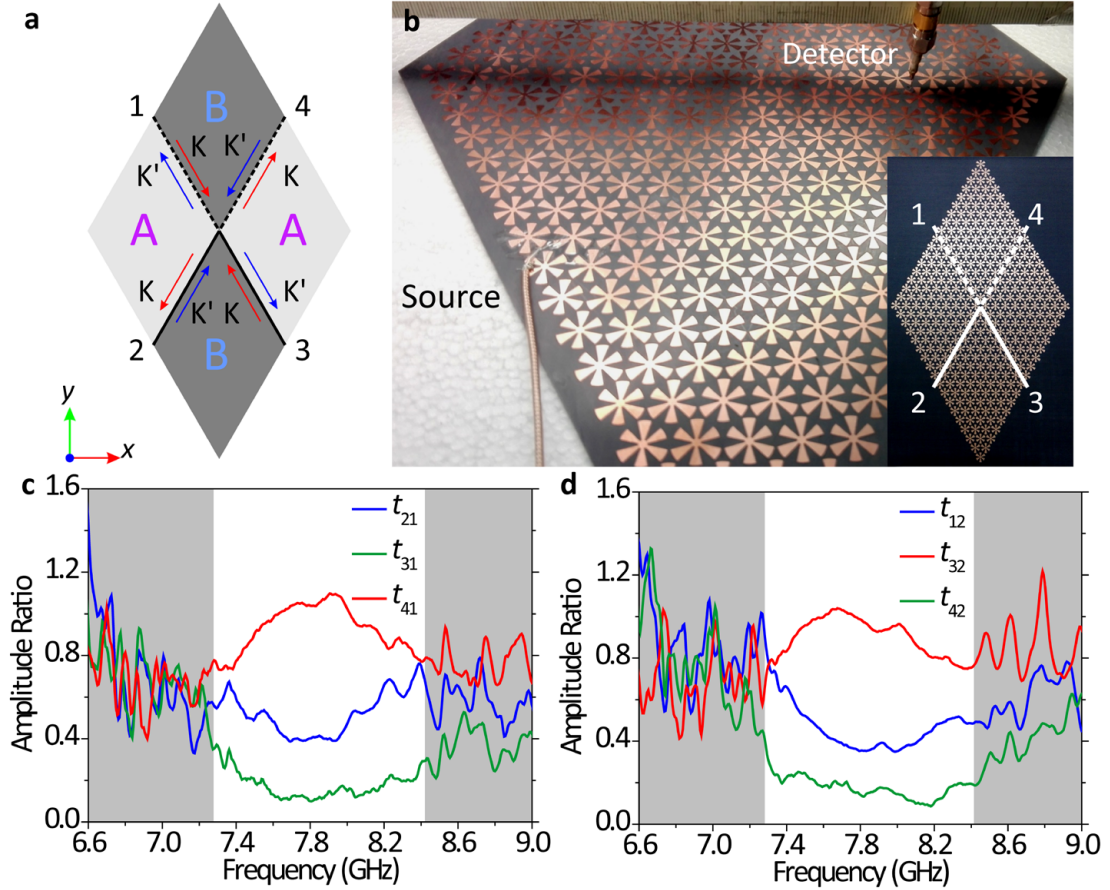 a
B
1
4
K
K'
K'
K
A
A
K
K'
K'
K
2
3
B
y
x
b
Detector
Source
1
4
2
3
c
1.6
1.2
0.8
0.4
0.0
Amplitude Ratio
t21
t31
t41
6.6 7.0 7.4 7.8 8.2 8.6 9.0
Frequency (GHz)
d
1.6
1.2
0.8
0.4
0.0
Amplitude Ratio
t12
t32
t42
6.6 7.0 7.4 7.8 8.2 8.6 9.0
Frequency (GHz)